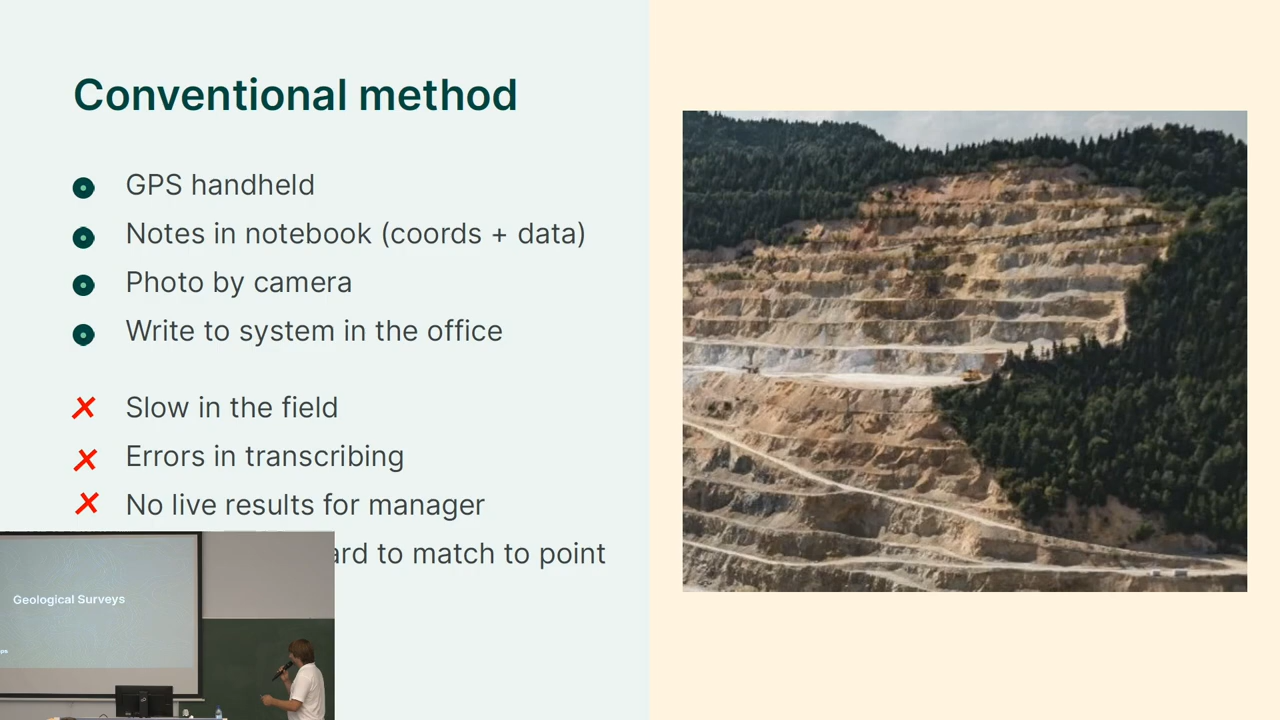 Conventional method
GPS handheld
Notes in notebook (coords + data)
Photo by camera
Write to system in the office
Slow in the field
Errors in transcribing
No live results for manager
to match to point
Geological Surveys